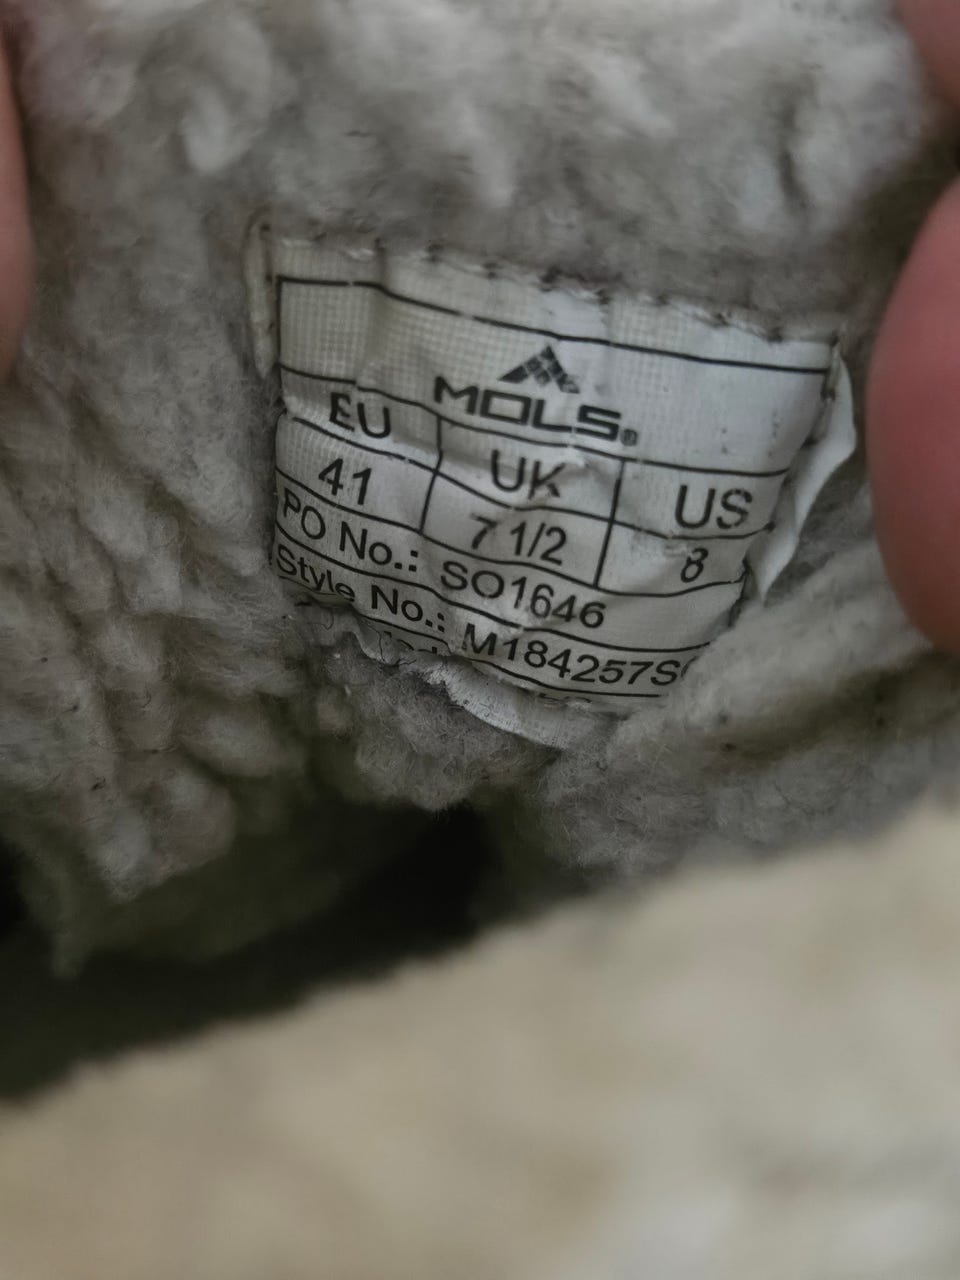 MOLS®
EU UK US
41 7 1/2 8
PO No.: SO1646
Style No.: M184257S